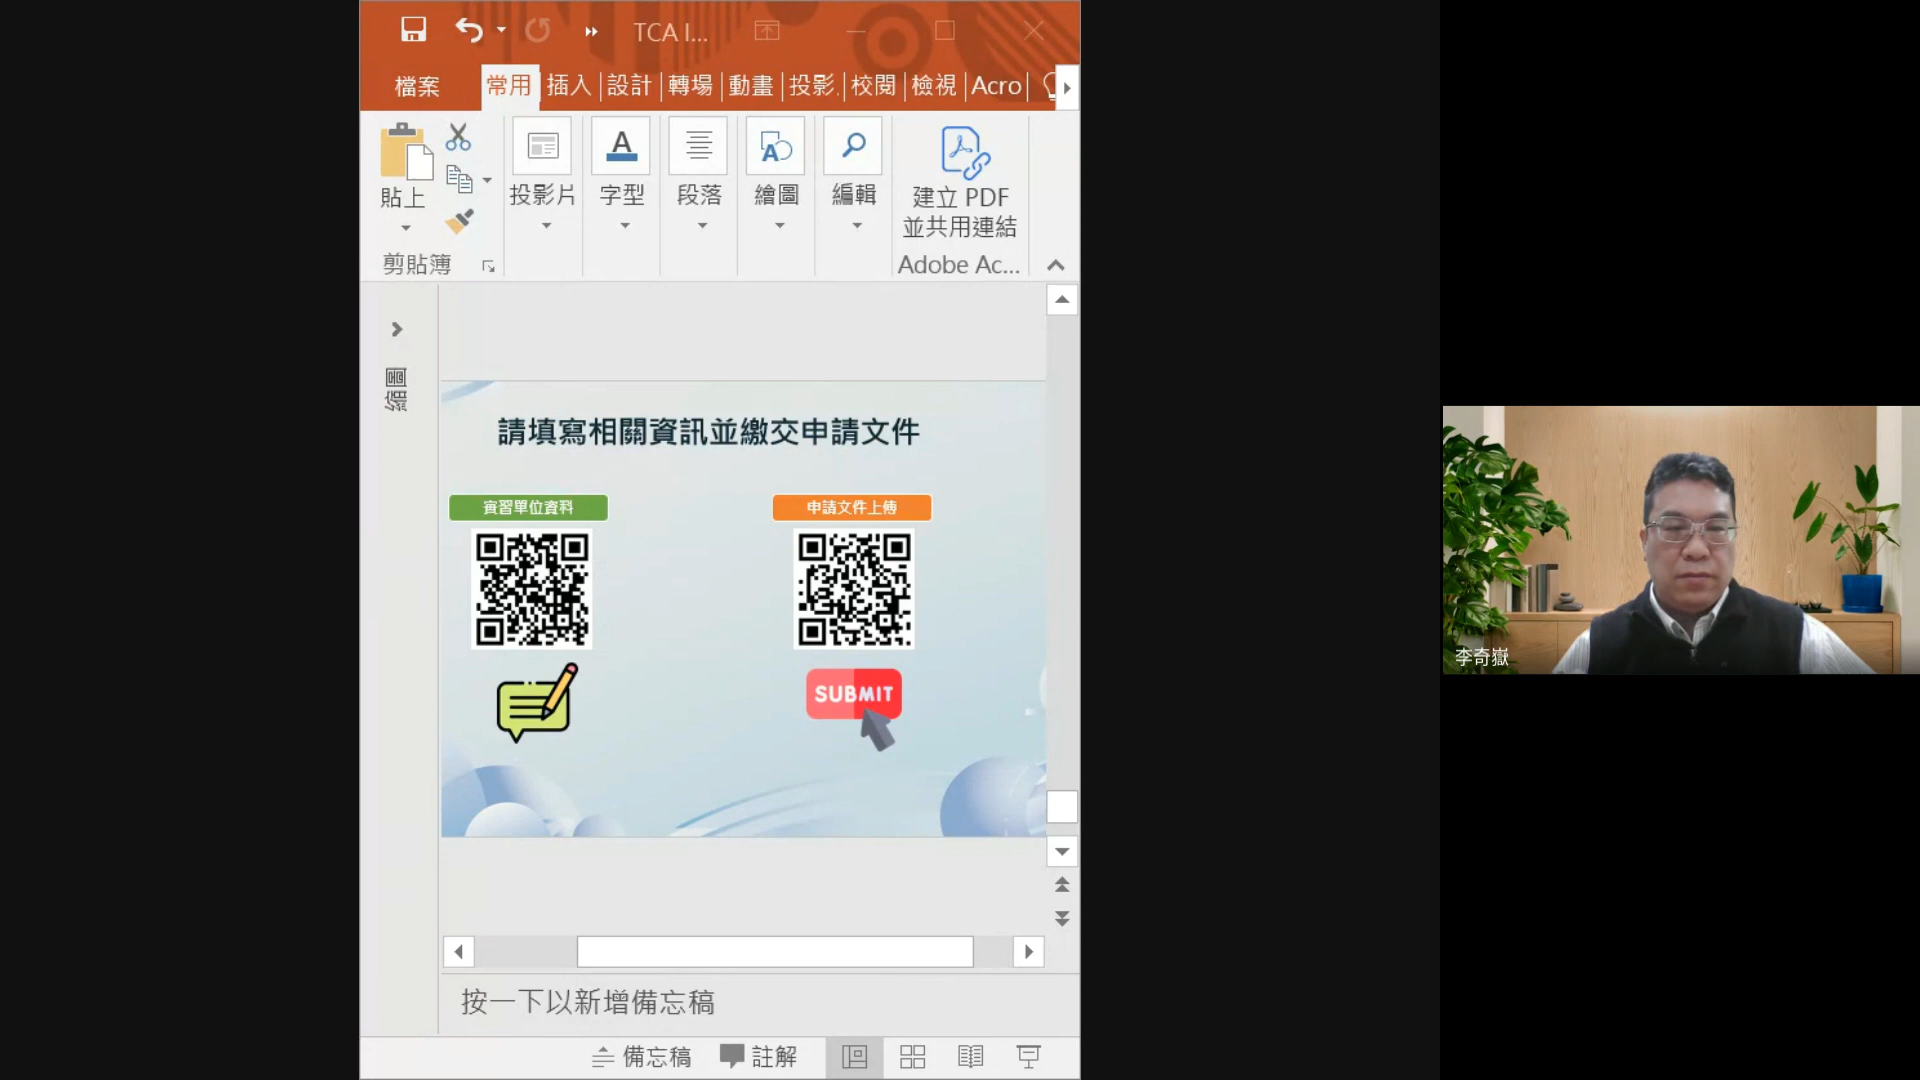 TCA I...
檔案 常用 插入 設計 轉場 動畫 投影. 校閱 檢視 Acro
貼上 投影片 字型 段落 繪圖 編輯 建立 PDF 並共用連結
剪貼簿 Adobe Ac...
縮圖
請填寫相關資訊並繳交申請文件
實習單位資料 申請文件上傳
SUBMIT
按一下以新增備忘稿
備忘稿 註解
李奇嶽